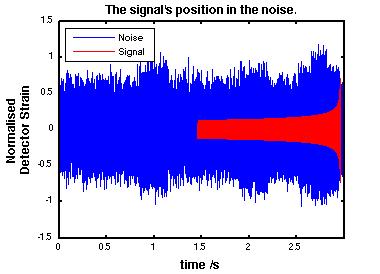 The signal's position in the noise.
Noise
Signal
Normalised
Detector Strain
1.5
1
0.5
0
-0.5
-1
-1.5
0
0.5
1
1.5
2
2.5
time /s